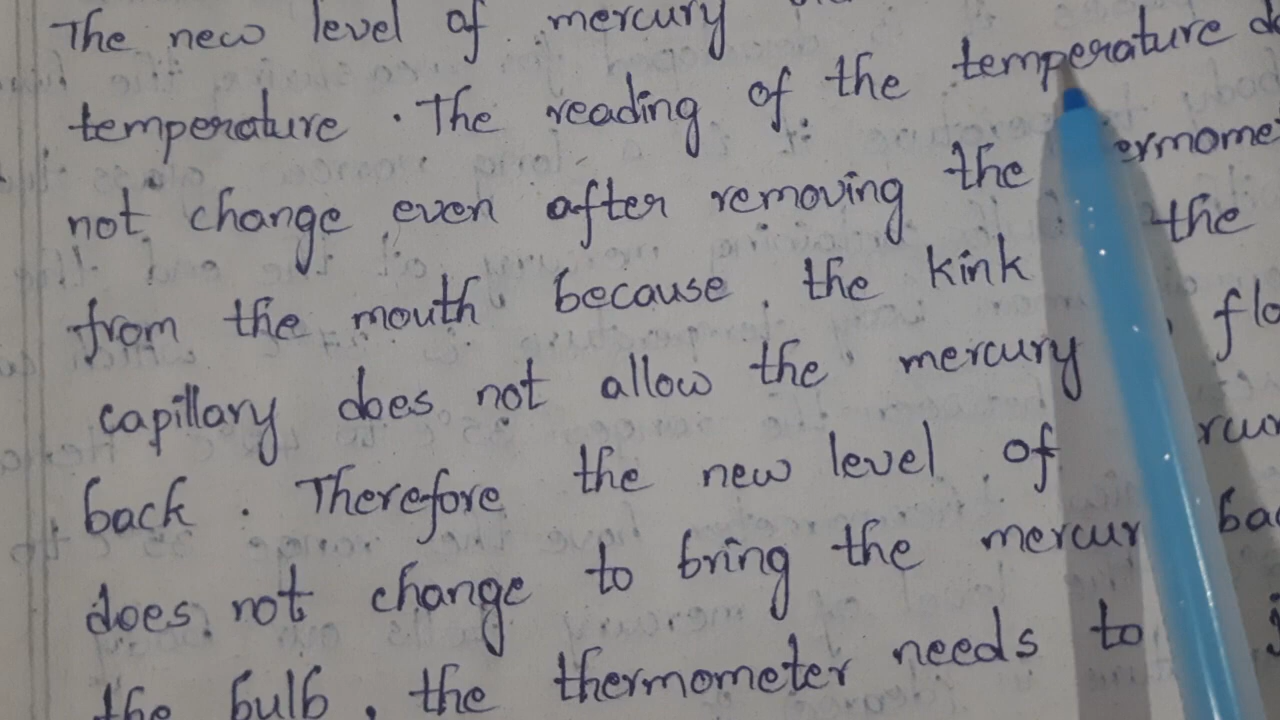 The new level of mercury
temperature. The reading of the temperature
not change even after removing the
from the mouth because, the kink the
capillary does not allow the mercury
back. Therefore the new level of
does not change to bring the
the bulb, the thermometer needs to